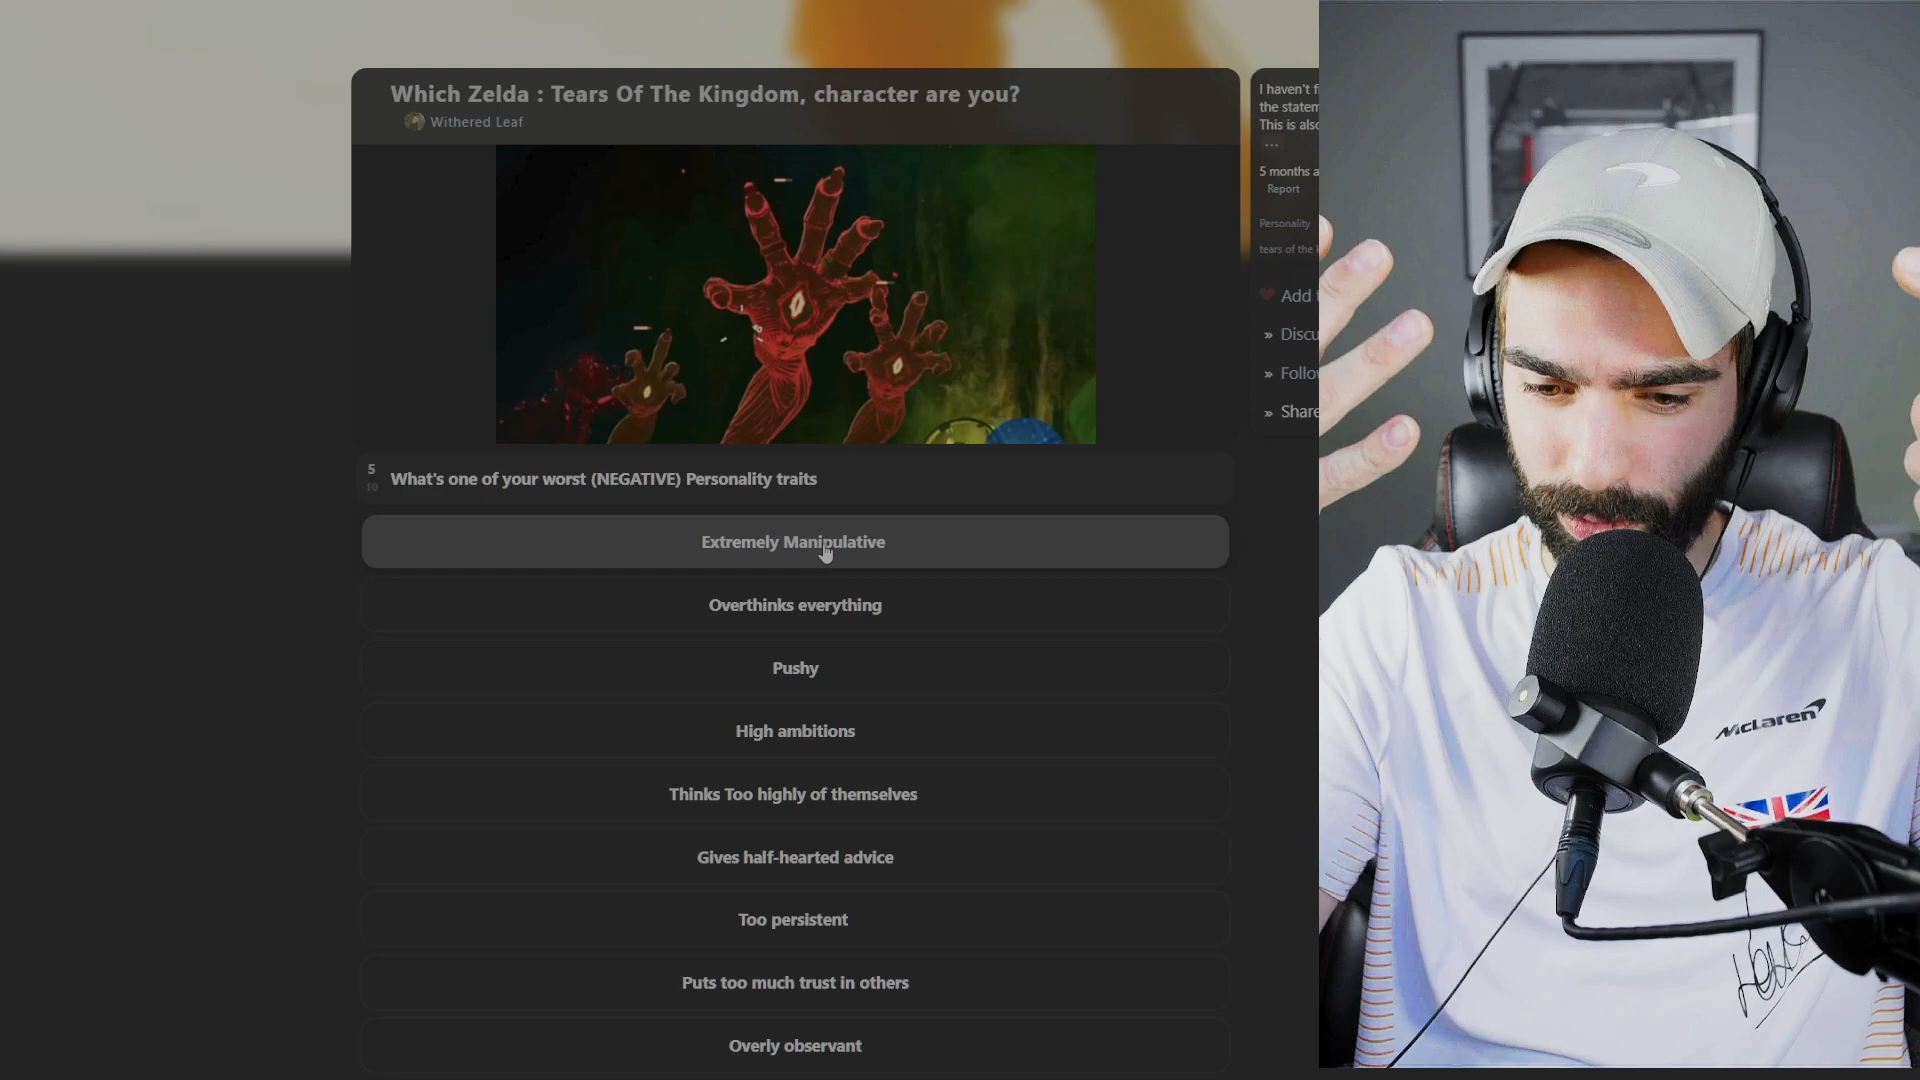 Which Zelda : Tears Of The Kingdom, character are you?
Withered Leaf
5
10
What's one of your worst (NEGATIVE) Personality traits
Extremely Manipulative
Overthinks everything
Pushy
High ambitions
Thinks Too highly of themselves
Gives half-hearted advice
Too persistent
Puts too much trust in others
Overly observant
I haven't f
the statem
This is also
...
5 months a
Report
Personality
tears of the
Add
» Discu
» Follo
» Share
McLaren